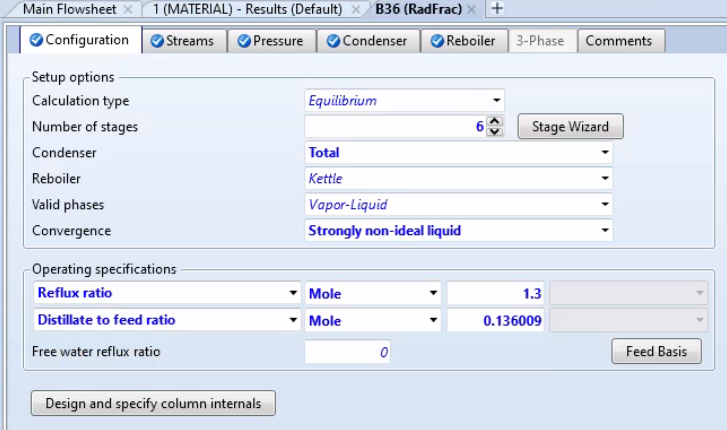 Main Flowsheet × 1 (MATERIAL) - Results (Default) × B36 (RadFrac) × +
Configuration Streams Pressure Condenser Reboiler 3-Phase Comments
Setup options
Calculation type Equilibrium
Number of stages 6 Stage Wizard
Condenser Total
Reboiler Kettle
Valid phases Vapor-Liquid
Convergence Strongly non-ideal liquid
Operating specifications
Reflux ratio Mole 1.3
Distillate to feed ratio Mole 0.136009
Free water reflux ratio 0 Feed Basis
Design and specify column internals